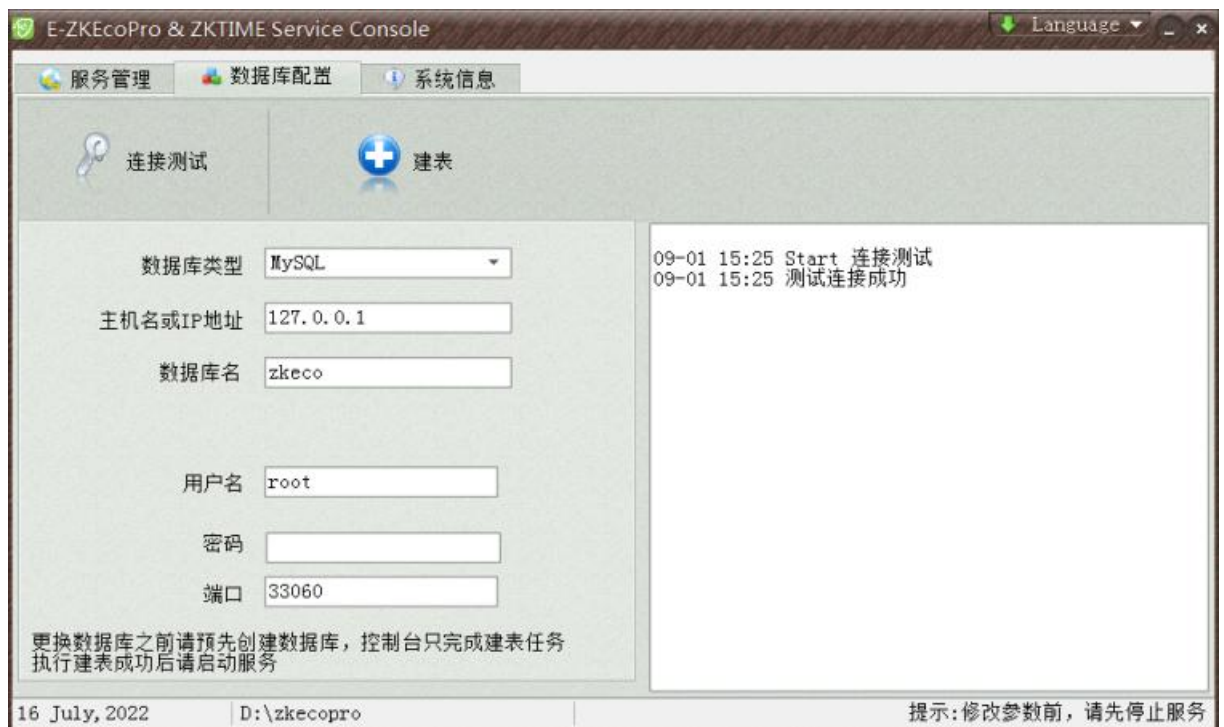 E-ZKEcoPro & ZKTIME Service Console
Language
服务管理
数据库配置
系统信息
连接测试
建表
数据库类型
MySQL
主机名或IP地址
127.0.0.1
数据库名
zkeco
用户名
root
密码
端口
33060
更换数据库之前请预先创建数据库，控制台只完成建表任务
执行建表成功后请启动服务
09-01 15:25 Start 连接测试
09-01 15:25 测试连接成功
16 July, 2022
D:\zkecopro
提示:修改参数前，请先停止服务